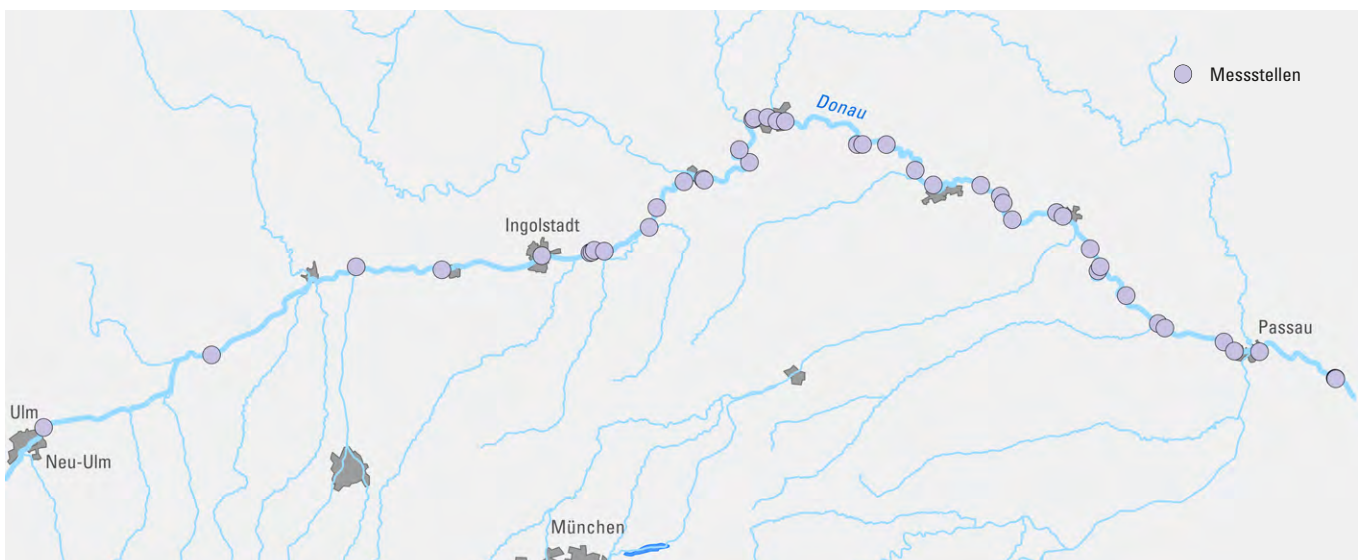 Messstellen
Donau
Ingolstadt
Passau
Ulm
Neu-Ulm
München